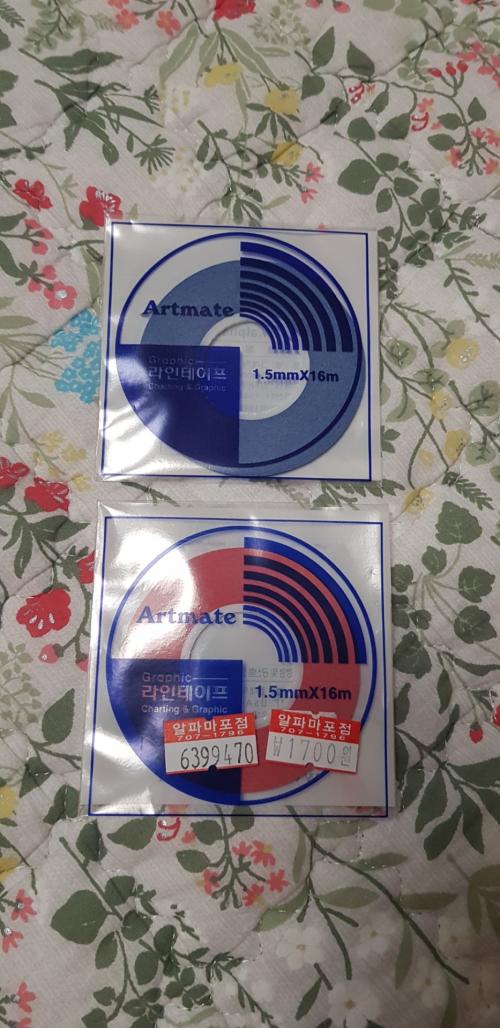 Artmate
Graphic
라인테이프
Charting & Graphic
1.5mmX16m
Artmate
Graphic
라인테이프
Charting & Graphic
1.5mmX16m
알파마포점
707-1796
6399470
알파마포점
707-1796
₩1700원